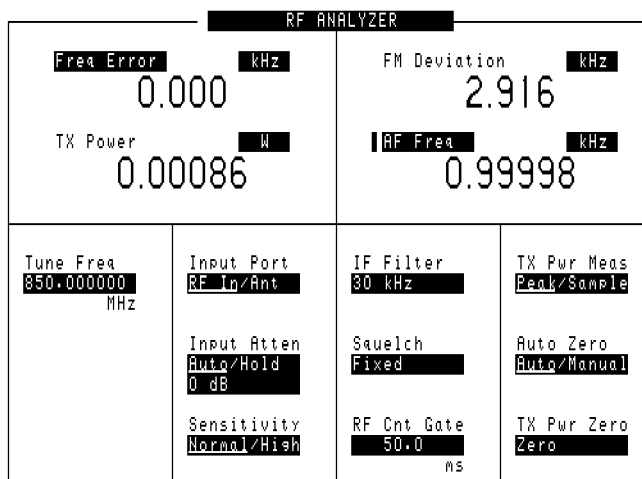 RF ANALYZER
Freq Error kHz
0.000
FM Deviation kHz
2.916
TX Power W
0.00086
AF Freq kHz
0.99998
Tune Freq
850.000000
MHz
Input Port
RF In/Ant
Input Atten
Auto/Hold
0 dB
Sensitivity
Normal/High
IF Filter
30 kHz
Squelch
Fixed
RF Cnt Gate
50.0
ms
TX Pwr Meas
Peak/Sample
Auto Zero
Auto/Manual
TX Pwr Zero
Zero